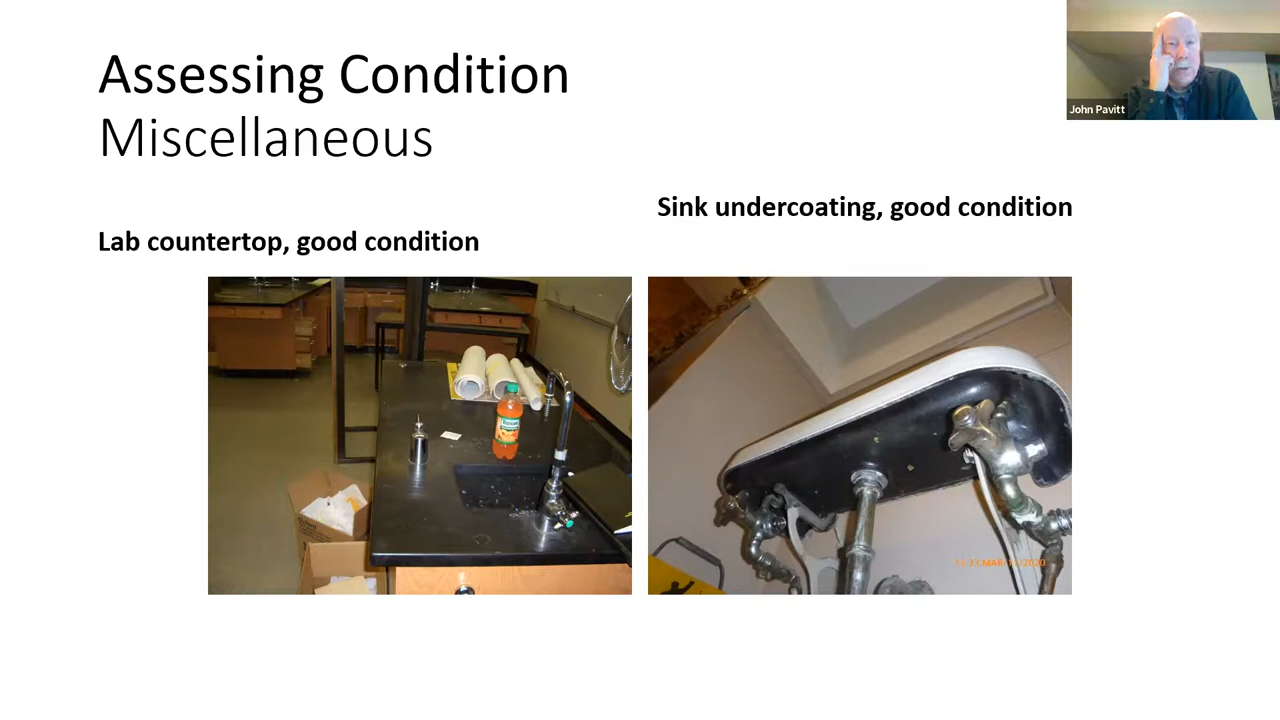 Assessing Condition
Miscellaneous
John Pavitt
Sink undercoating, good condition
Lab countertop, good condition